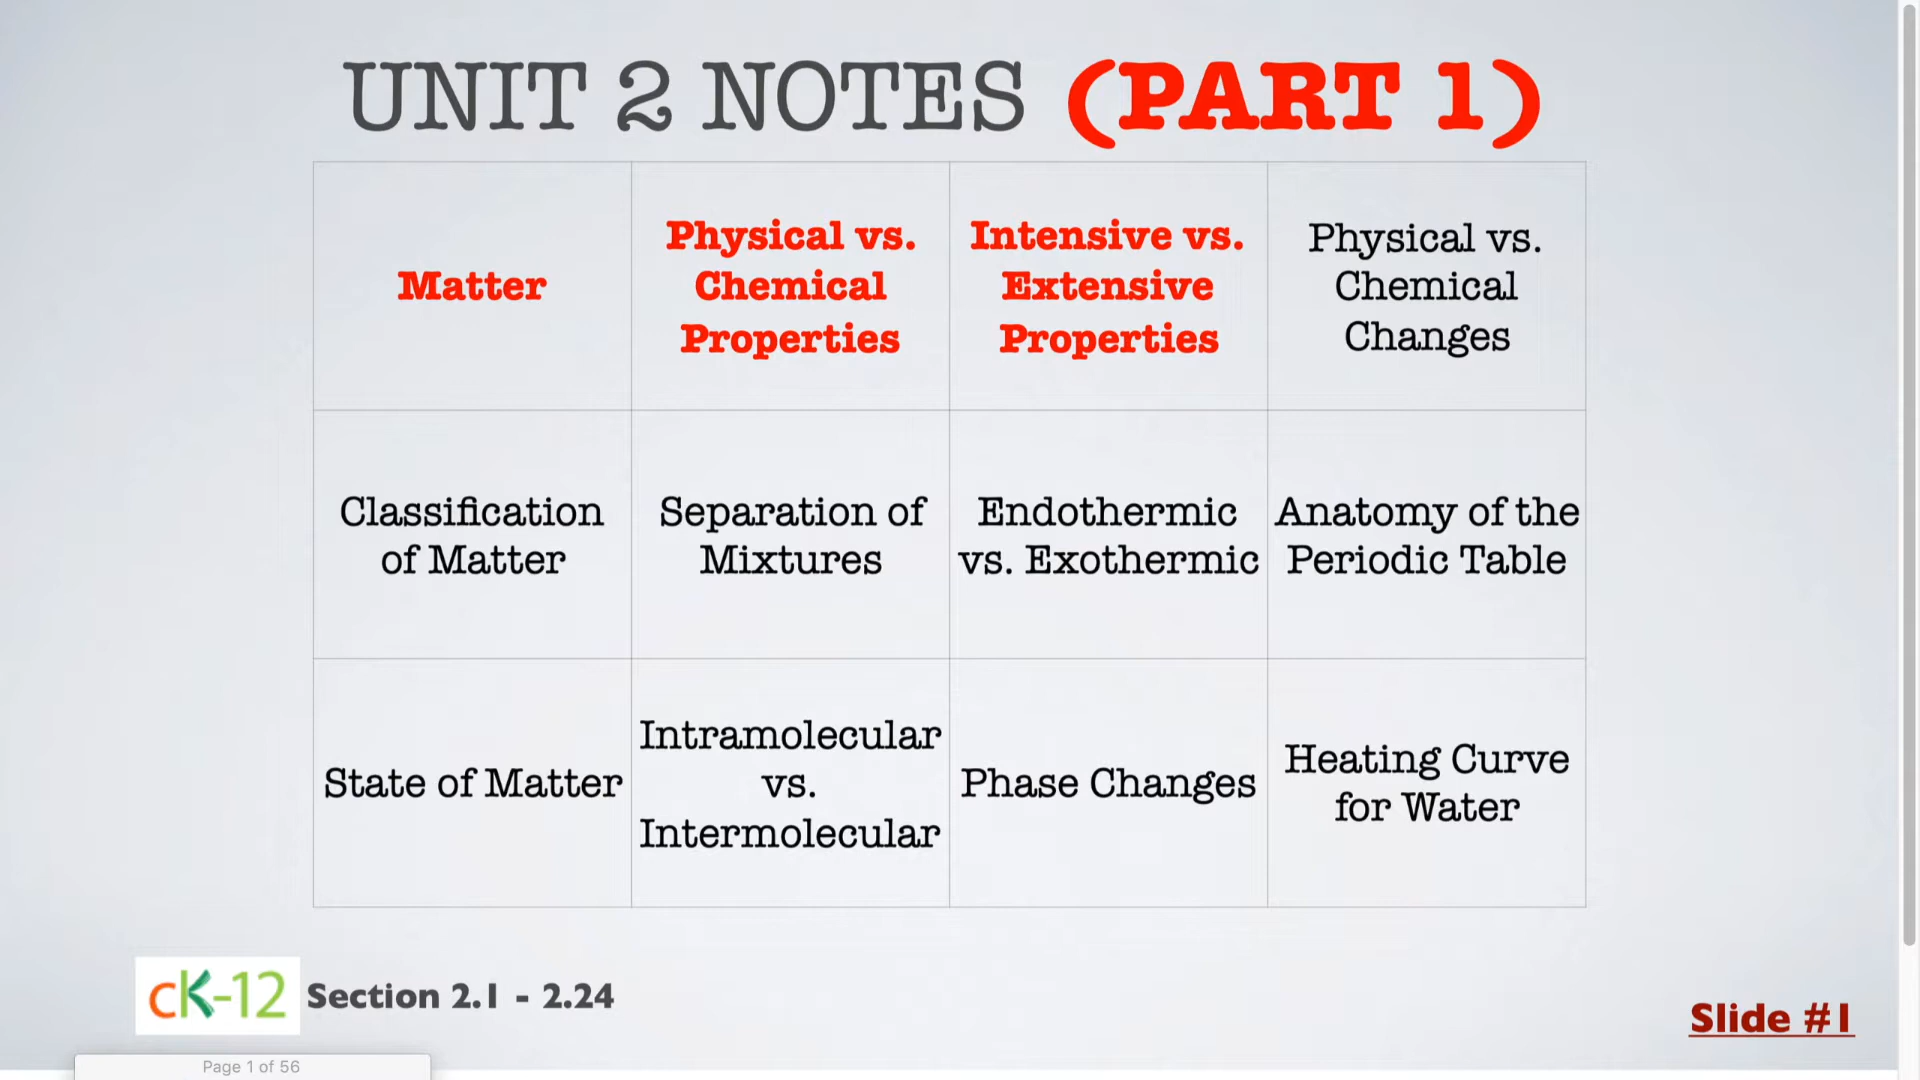 UNIT 2 NOTES (PART 1)
Matter
Physical vs.
Chemical
Properties
Intensive vs.
Extensive
Properties
Physical vs.
Chemical
Changes
Classification
of Matter
Separation of
Mixtures
Endothermic
vs. Exothermic
Anatomy of the
Periodic Table
State of Matter
Intramolecular
vs.
Intermolecular
Phase Changes
Heating Curve
for Water
cK-12 Section 2.1 - 2.24
Slide #1
Page 1 of 56